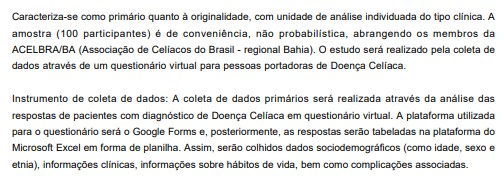 Caracteriza-se como primário quanto à originalidade, com unidade de análise individuada do tipo clínica. A
amostra (100 participantes) é de conveniência, não probabilística, abrangendo os membros da
ACELBRA/BA (Associação de Celíacos do Brasil - regional Bahia). O estudo será realizado pela coleta de
dados através de um questionário virtual para pessoas portadoras de Doença Celíaca.
Instrumento de coleta de dados: A coleta de dados primários será realizada através da análise das
respostas de pacientes com diagnóstico de Doença Celíaca em questionário virtual. A plataforma utilizada
para o questionário será o Google Forms e, posteriormente, as respostas serão tabeladas na plataforma do
Microsoft Excel em forma de planilha. Assim, serão colhidos dados sociodemográficos (como idade, sexo e
etnia), informações clínicas, informações sobre hábitos de vida, bem como complicações associadas.